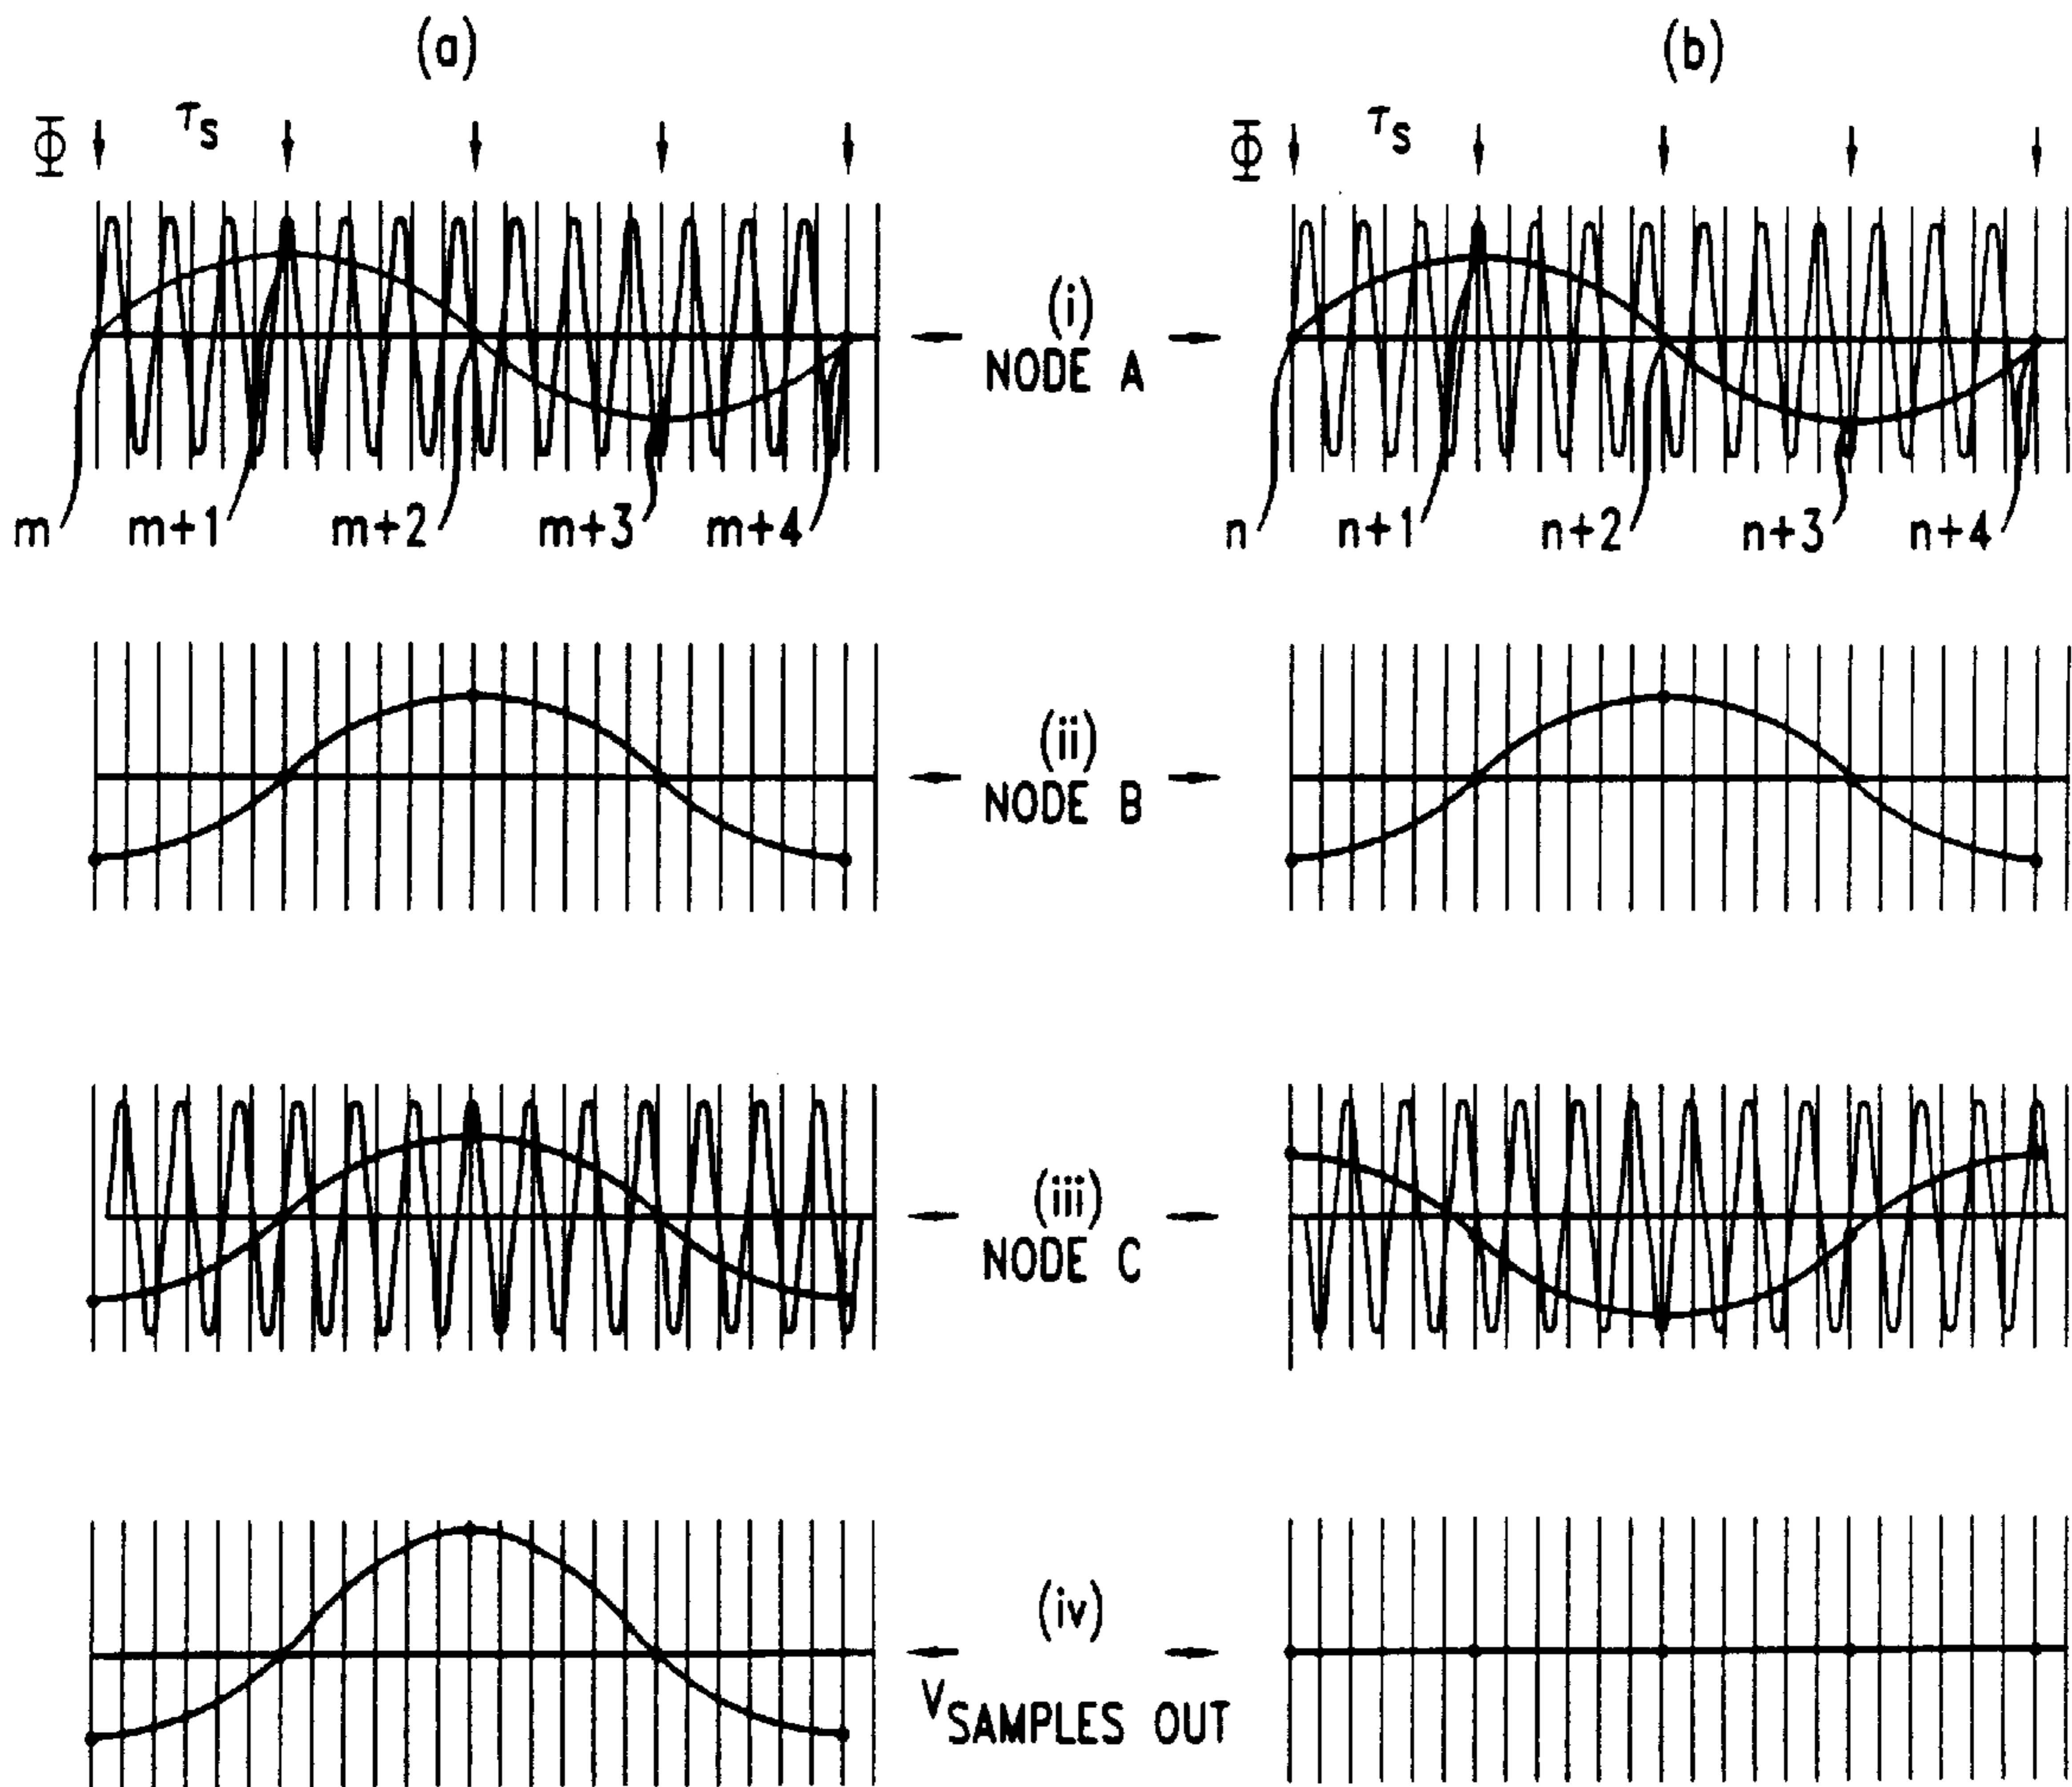 (a)
(b)
Φ τS
Φ τS
(i)
NODE A
m m+1 m+2 m+3 m+4
n n+1 n+2 n+3 n+4
(ii)
NODE B
(iii)
NODE C
(iv)
VSAMPLES OUT